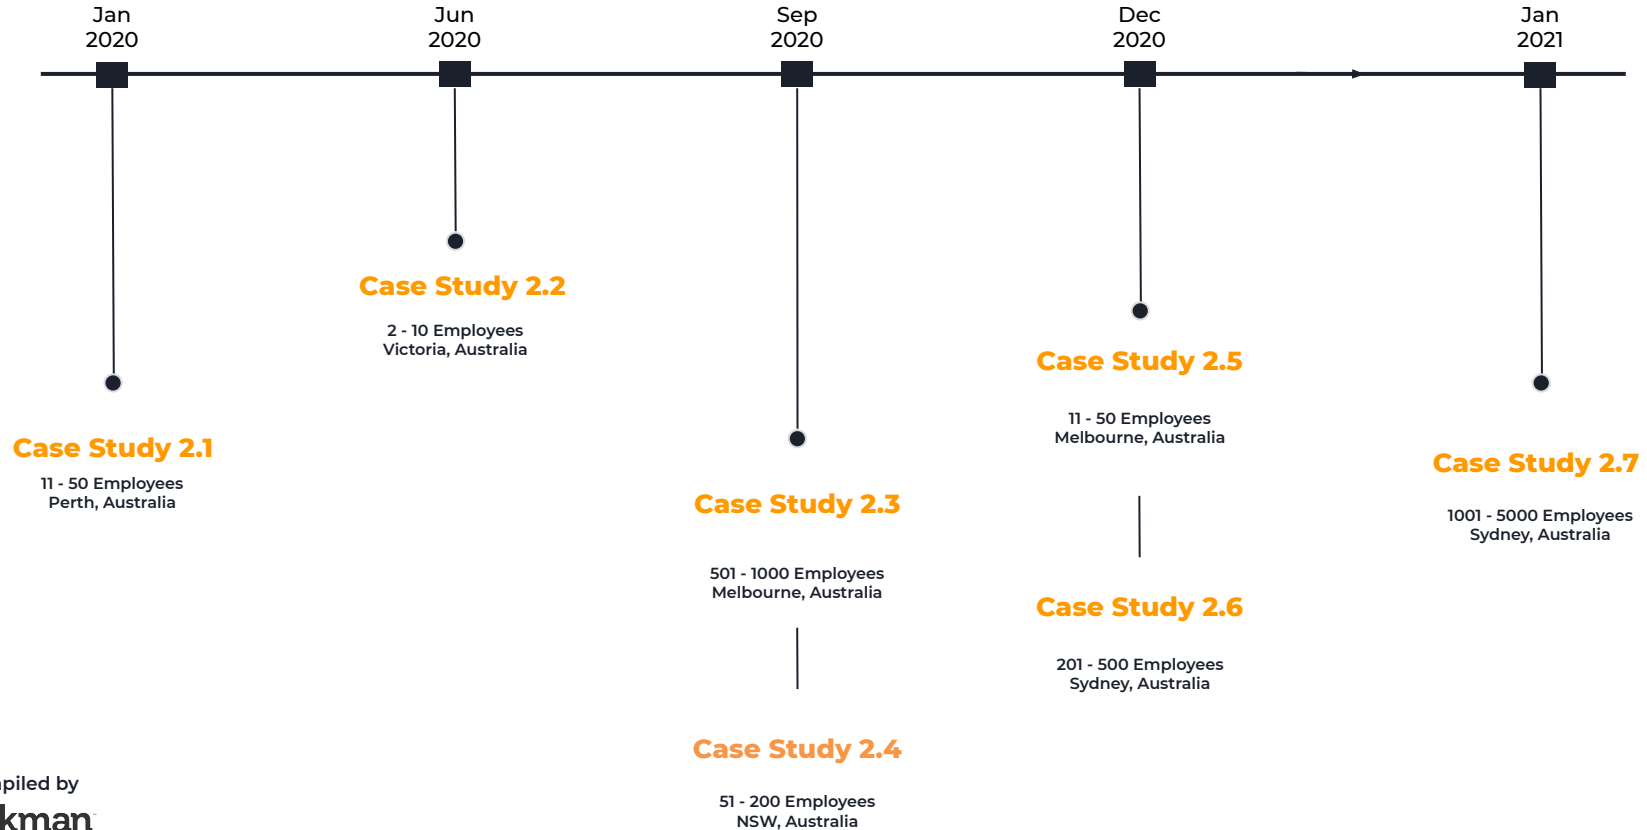 Jan
2020
Jun
2020
Sep
2020
Dec
2020
Jan
2021
Case Study 2.1
11 - 50 Employees
Perth, Australia
Case Study 2.2
2 - 10 Employees
Victoria, Australia
Case Study 2.3
501 - 1000 Employees
Melbourne, Australia
Case Study 2.4
51 - 200 Employees
NSW, Australia
Case Study 2.5
11 - 50 Employees
Melbourne, Australia
Case Study 2.6
201 - 500 Employees
Sydney, Australia
Case Study 2.7
1001 - 5000 Employees
Sydney, Australia
by